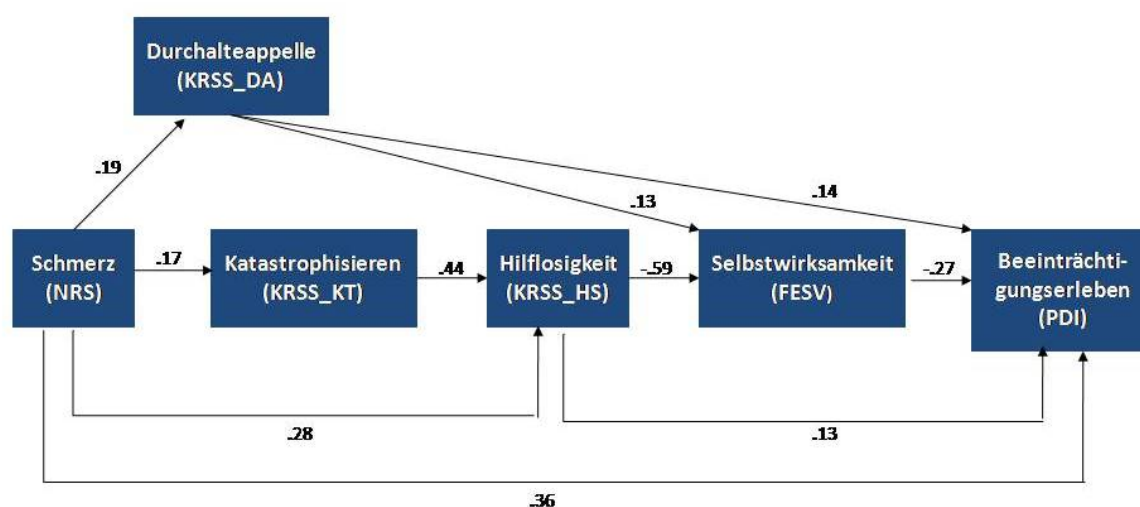 Durchalteappelle
(KRSS_DA)
.19
.13
.14
Schmerz
(NRS)
.17
Katastrophisieren
(KRSS_KT)
.44
Hilflosigkeit
(KRSS_HS)
-.59
Selbstwirksamkeit
(FESV)
-.27
Beeinträchti-
gungserleben
(PDI)
.28
.13
.36